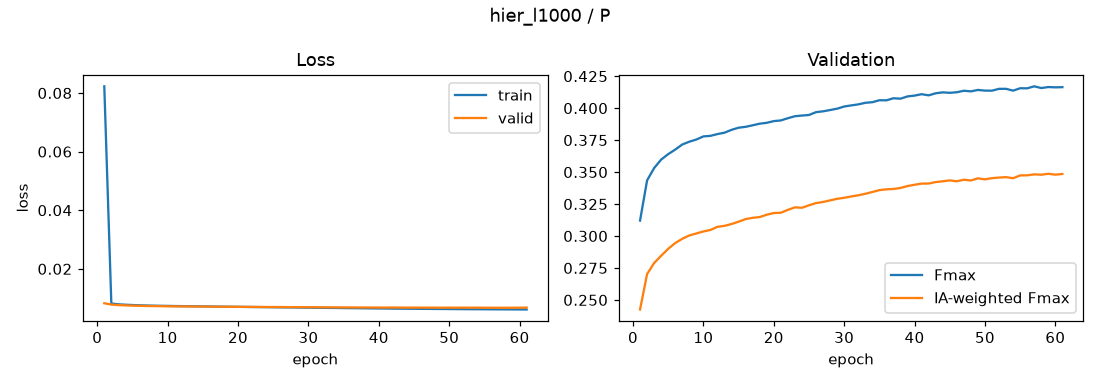 hier_l1000 / P
Loss
0.08
0.06
0.04
0.02
loss
0
10
20
30
40
50
60
epoch
train
valid
Validation
0.425
0.400
0.375
0.350
0.325
0.300
0.275
0.250
0
10
20
30
40
50
60
epoch
Fmax
IA-weighted Fmax